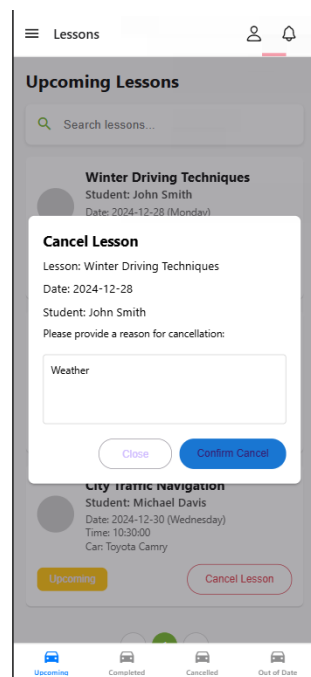 Lessons
Upcoming Lessons
Search lessons...
Winter Driving Techniques
Student: John Smith
Date: 2024-12-28 (Monday)
Cancel Lesson
Lesson: Winter Driving Techniques
Date: 2024-12-28
Student: John Smith
Please provide a reason for cancellation:
Weather
Close
Confirm Cancel
City Traffic Navigation
Student: Michael Davis
Date: 2024-12-30 (Wednesday)
Time: 10:30:00
Car: Toyota Camry
Upcoming
Cancel Lesson
Upcoming
Completed
Cancelled
Out of Date